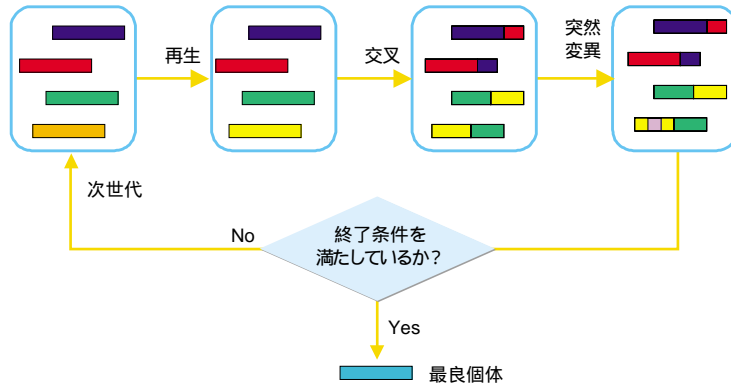 再生
交叉
突然
変異
次世代
No
終了条件を
満たしているか?
Yes
最良個体